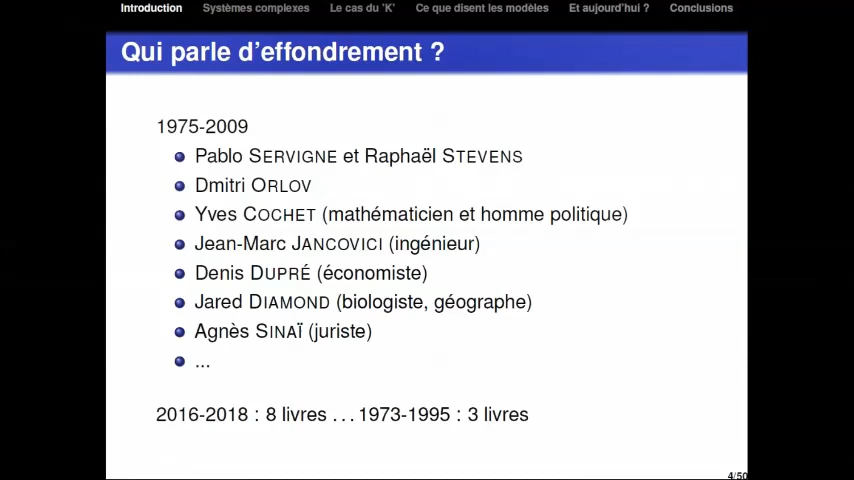 Introduction Systèmes complexes Le cas du 'K' Ce que disent les modèles Et aujourd'hui ? Conclusions
Qui parle d'effondrement ?
1975-2009
Pablo SERVIGNE et Raphaël STEVENS
Dmitri ORLOV
Yves COCHET (mathématicien et homme politique)
Jean-Marc JANCOVICI (ingénieur)
Denis DUPRÉ (économiste)
Jared DIAMOND (biologiste, géographe)
Agnès SINAÏ (juriste)
...
2016-2018 : 8 livres ... 1973-1995 : 3 livres
4/50